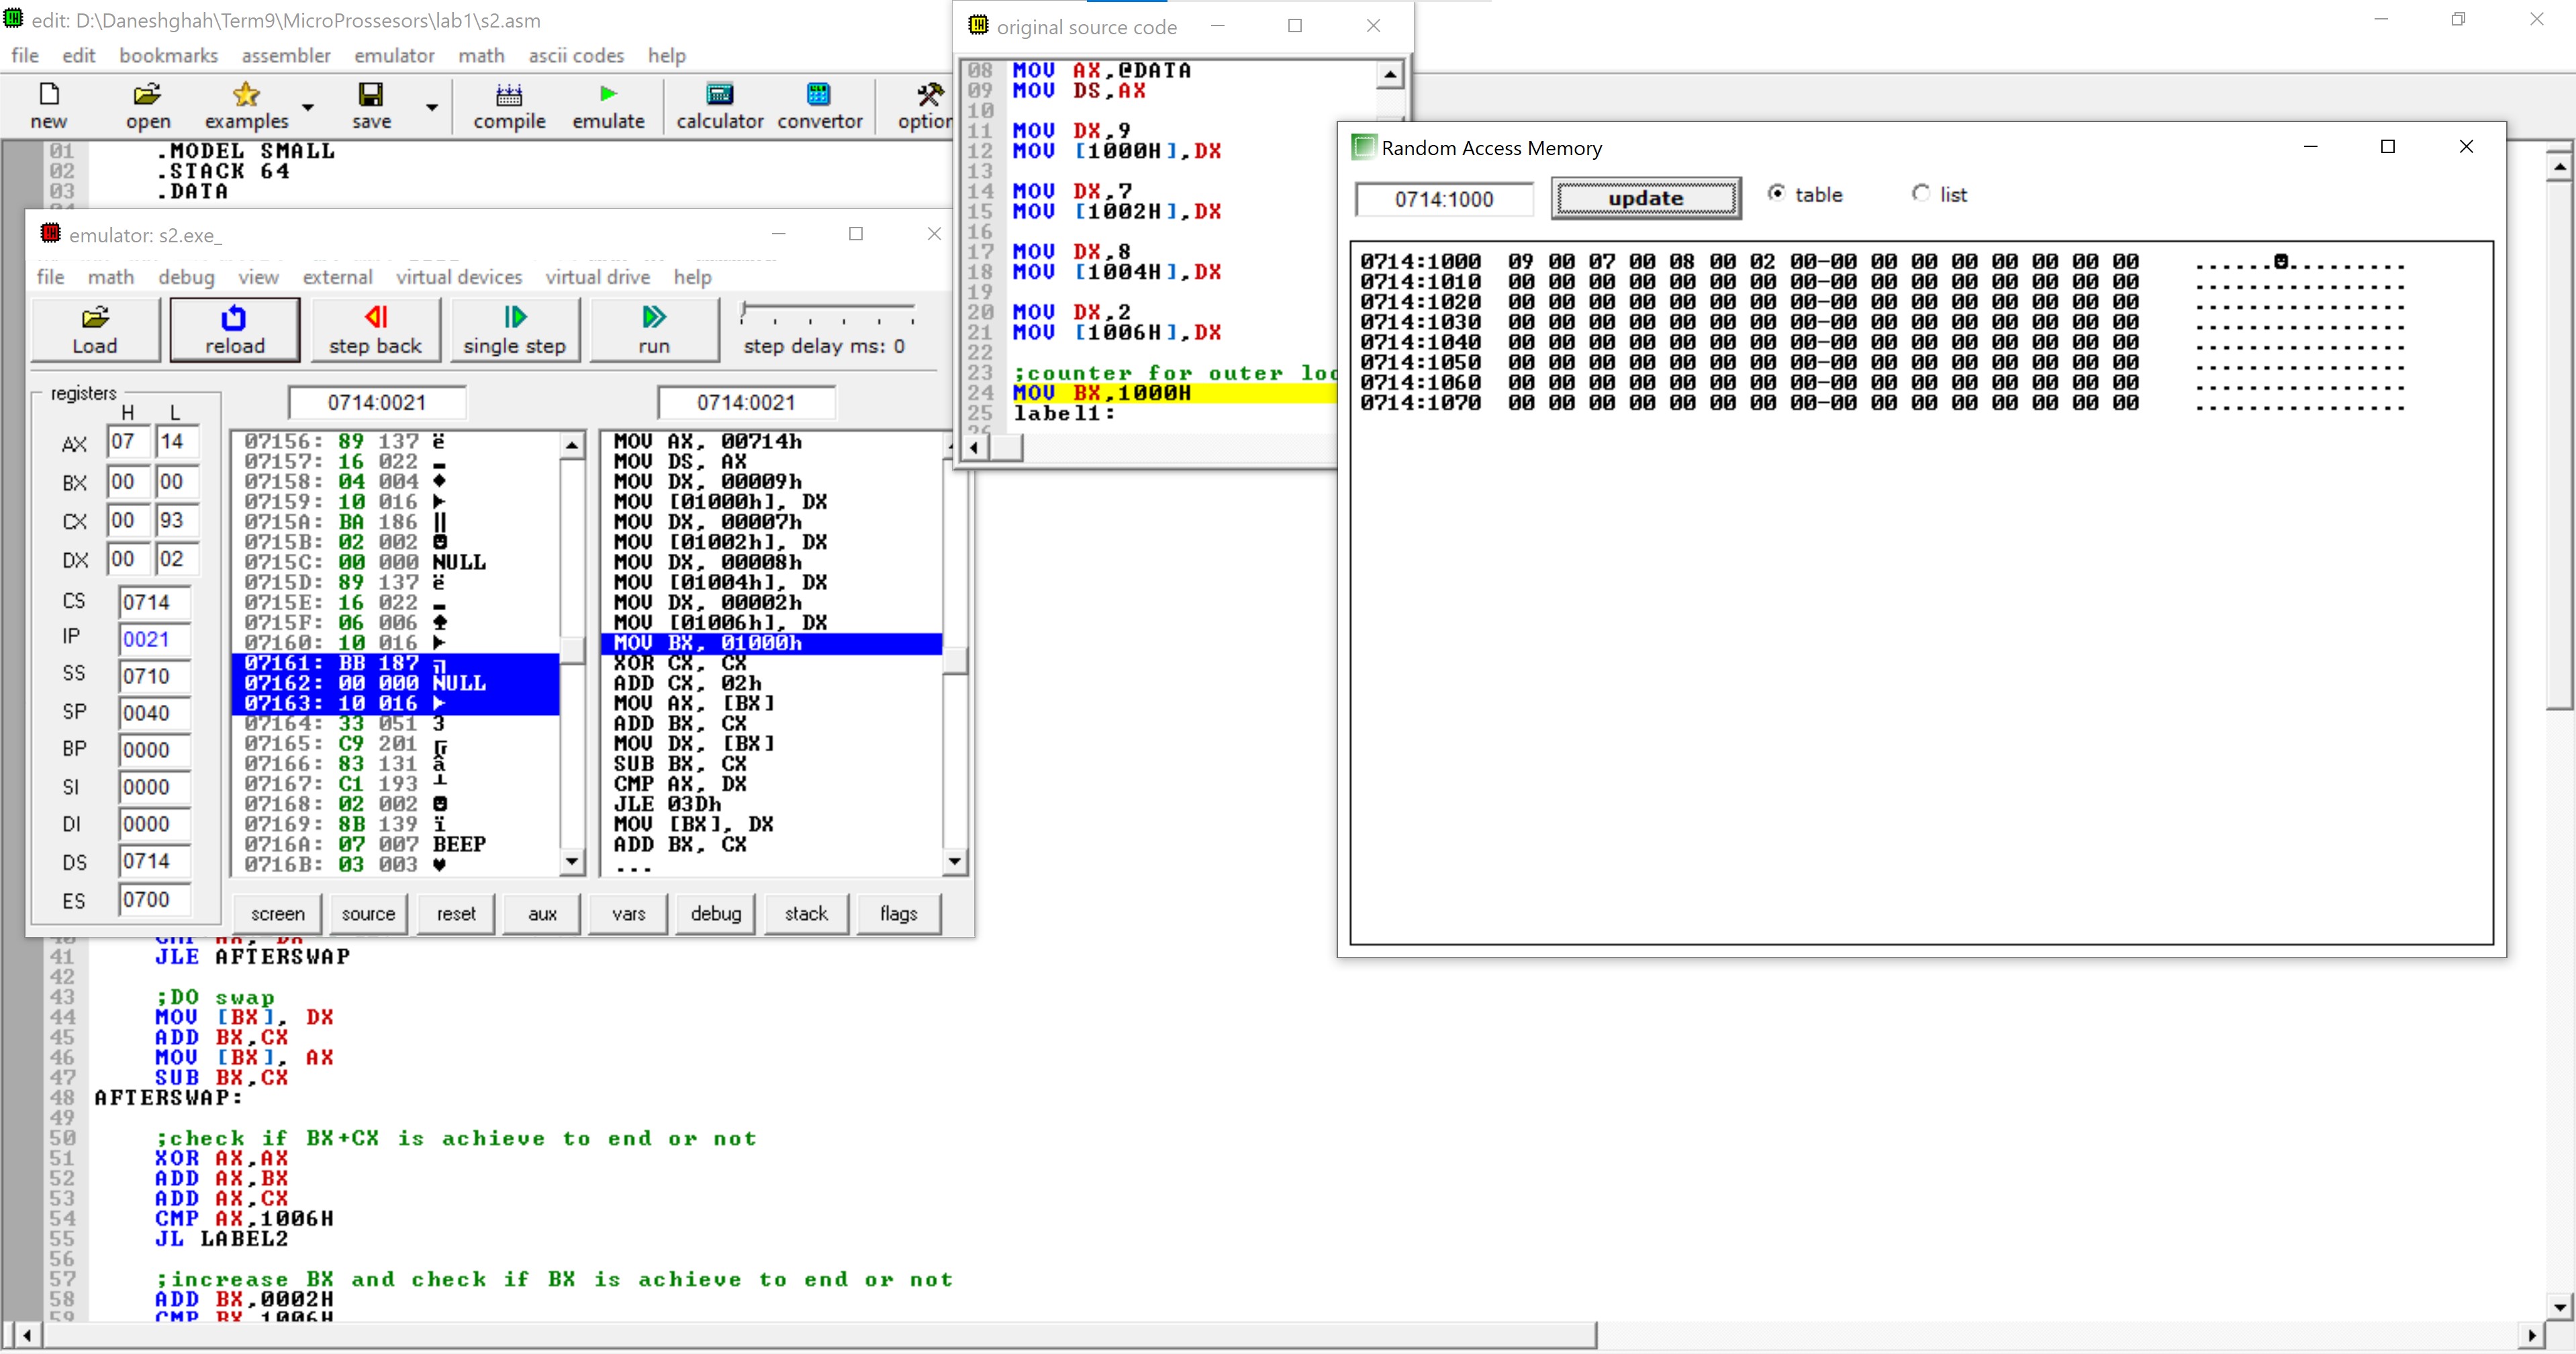 edit: D:\Daneshghah\Term9\MicroProssesors\lab1\s2.asm
file edit bookmarks assembler emulator math ascii codes help
new open examples save compile emulate calculator convertor option
01 .MODEL SMALL
02 .STACK 64
03 .DATA
emulator: s2.exe_
file math debug view external virtual devices virtual drive help
Load reload step back single step run step delay ms: 0
registers
H L
AX 07 14
BX 00 00
CX 00 93
DX 00 02
CS 0714
IP 0021
SS 0710
SP 0040
BP 0000
SI 0000
DI 0000
DS 0714
ES 0700
0714:0021
07156: 89 137 ë
07157: 16 022 ▬
07158: 04 004 ♦
07159: 10 016 ►
0715A: BA 186 ║
0715B: 02 002 ☻
0715C: 00 000 NULL
0715D: 89 137 ë
0715E: 16 022 ▬
0715F: 06 006 ♠
07160: 10 016 ►
07161: BB 187 ╗
07162: 00 000 NULL
07163: 10 016 ►
07164: 33 051 3
07165: C9 201 ╔
07166: 83 131 â
07167: C1 193 ┴
07168: 02 002 ☻
07169: 8B 139 ï
0716A: 07 007 BEEP
0716B: 03 003 ♥
0714:0021
MOV AX, 00714h
MOV DS, AX
MOV DX, 00009h
MOV [01000h], DX
MOV DX, 00007h
MOV [01002h], DX
MOV DX, 00008h
MOV [01004h], DX
MOV DX, 00002h
MOV [01006h], DX
MOV BX, 01000h
XOR CX, CX
ADD CX, 02h
MOV AX, [BX]
ADD BX, CX
MOV DX, [BX]
SUB BX, CX
CMP AX, DX
JLE 03Dh
MOV [BX], DX
ADD BX, CX
...
screen source reset aux vars debug stack flags
original source code
08 MOV AX,@DATA
09 MOV DS,AX
10
11 MOV DX,9
12 MOV [1000H],DX
13
14 MOV DX,7
15 MOV [1002H],DX
16
17 MOV DX,8
18 MOV [1004H],DX
19
20 MOV DX,2
21 MOV [1006H],DX
22
23 ;counter for outer loo
24 MOV BX,1000H
25 label1:
26
Random Access Memory
0714:1000 update table list
0714:1000 09 00 07 00 08 00 02 00-00 00 00 00 00 00 00 00 ......☻.........
0714:1010 00 00 00 00 00 00 00 00-00 00 00 00 00 00 00 00 ................
0714:1020 00 00 00 00 00 00 00 00-00 00 00 00 00 00 00 00 ................
0714:1030 00 00 00 00 00 00 00 00-00 00 00 00 00 00 00 00 ................
0714:1040 00 00 00 00 00 00 00 00-00 00 00 00 00 00 00 00 ................
0714:1050 00 00 00 00 00 00 00 00-00 00 00 00 00 00 00 00 ................
0714:1060 00 00 00 00 00 00 00 00-00 00 00 00 00 00 00 00 ................
0714:1070 00 00 00 00 00 00 00 00-00 00 00 00 00 00 00 00 ................
40 CMP AX, DX
41 JLE AFTERSWAP
42
43 ;DO swap
44 MOV [BX], DX
45 ADD BX,CX
46 MOV [BX], AX
47 SUB BX,CX
48 AFTERSWAP:
49
50 ;check if BX+CX is achieve to end or not
51 XOR AX,AX
52 ADD AX,BX
53 ADD AX,CX
54 CMP AX,1006H
55 JL LABEL2
56
57 ;increase BX and check if BX is achieve to end or not
58 ADD BX,0002H
59 CMP BX,1006H